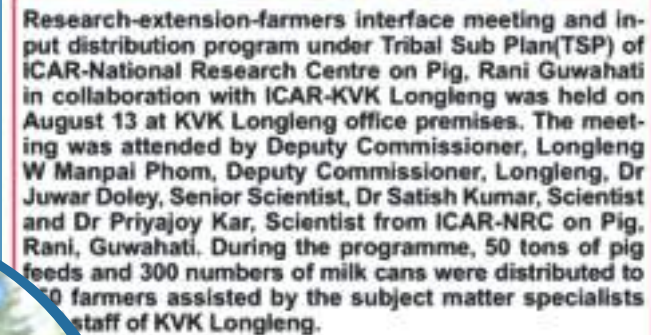 Research-extension-farmers interface meeting and in-
put distribution program under Tribal Sub Plan(TSP) of
ICAR-National Research Centre on Pig, Rani Guwahati
in collaboration with ICAR-KVK Longleng was held on
August 13 at KVK Longleng office premises. The meet-
ing was attended by Deputy Commissioner, Longleng
W Manpai Phom, Deputy Commissioner, Longleng, Dr
Juwar Doley, Senior Scientist, Dr Satish Kumar, Scientist
and Dr Priyajoy Kar, Scientist from ICAR-NRC on Pig,
Rani, Guwahati. During the programme, 50 tons of pig
feeds and 300 numbers of milk cans were distributed to
farmers assisted by the subject matter specialists
staff of KVK Longleng.